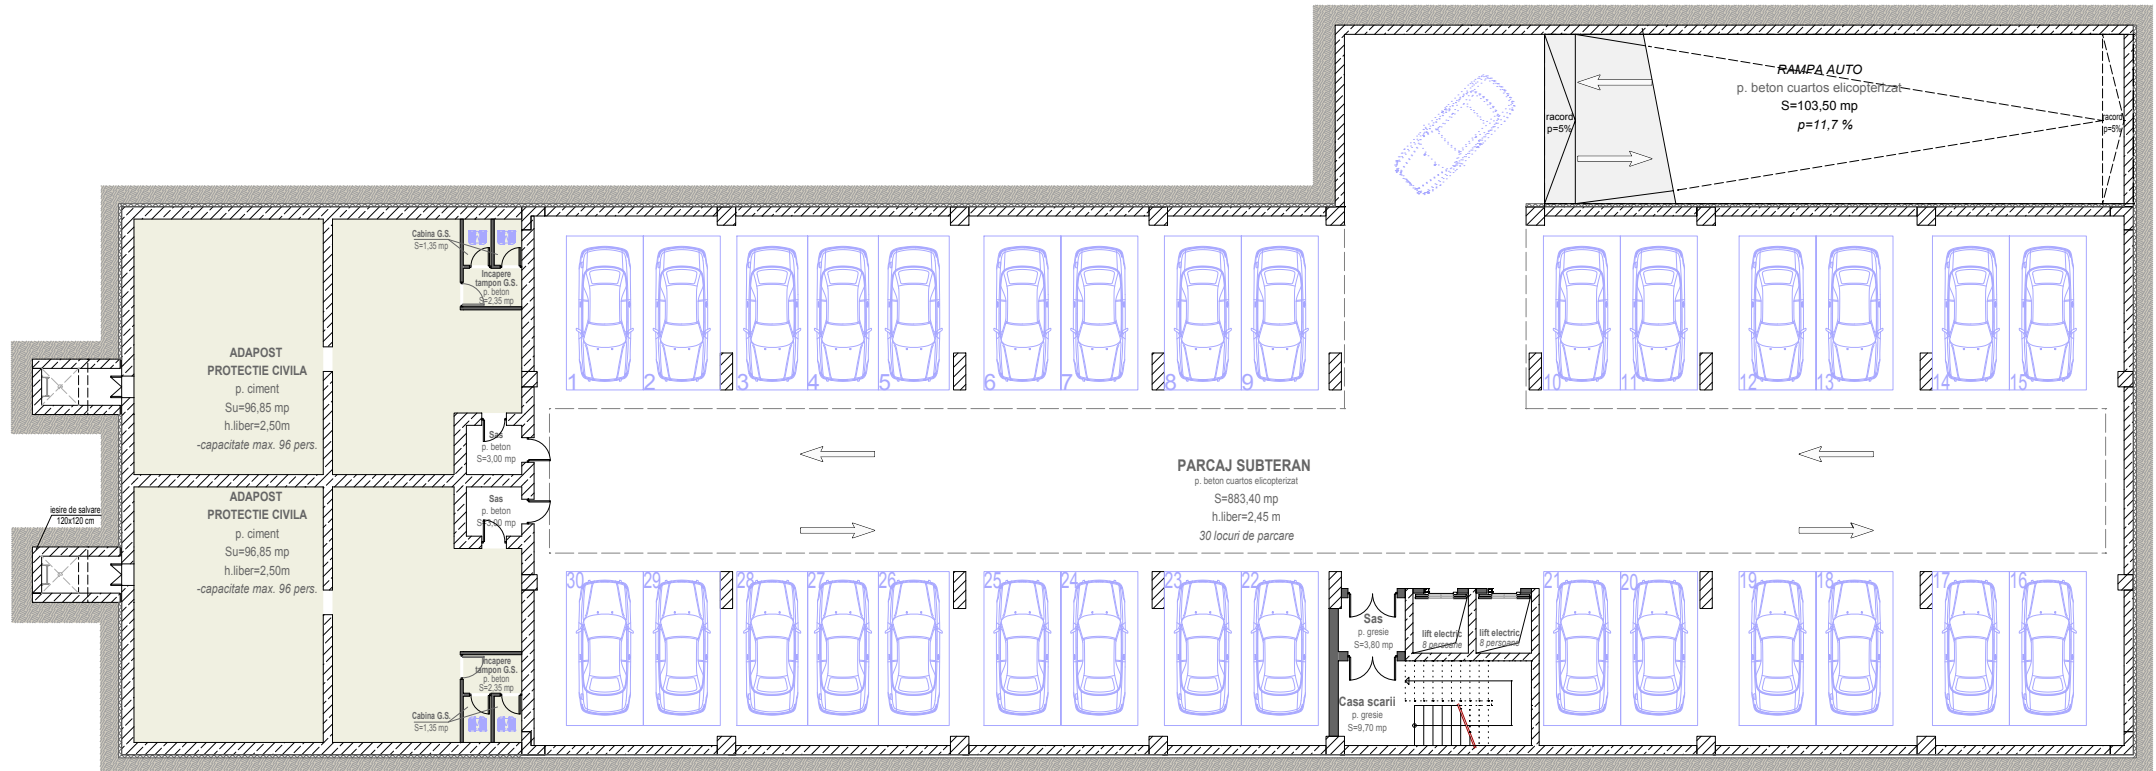 RAMPA AUTO
p. beton cuartos elicopterizat
S=103,50 mp
p=11,7 %
racord
p=5%
racord
p=5%
Cabina G.S.
S=1,35 mp
Incapere
tampon G.S.
p. beton
S=2,35 mp
ADAPOST
PROTECTIE CIVILA
p. ciment
Su=96,85 mp
h.liber=2,50m
-capacitate max. 96 pers.
Sas
p. beton
S=3,00 mp
1
2
3
4
5
6
7
8
9
10
11
12
13
14
15
PARCAJ SUBTERAN
p. beton cuartos elicopterizat
S=883,40 mp
h.liber=2,45 m
30 locuri de parcare
ADAPOST
PROTECTIE CIVILA
p. ciment
Su=96,85 mp
h.liber=2,50m
-capacitate max. 96 pers.
iesire de salvare
120x120 cm
Sas
p. beton
S=3,00 mp
Incapere
tampon G.S.
p. beton
S=2,35 mp
Cabina G.S.
S=1,35 mp
30
29
28
27
26
25
24
23
22
21
20
19
18
17
16
Sas
p. gresie
S=3,80 mp
lift electric
8 persoane
lift electric
8 persoane
Casa scarii
p. gresie
S=9,70 mp